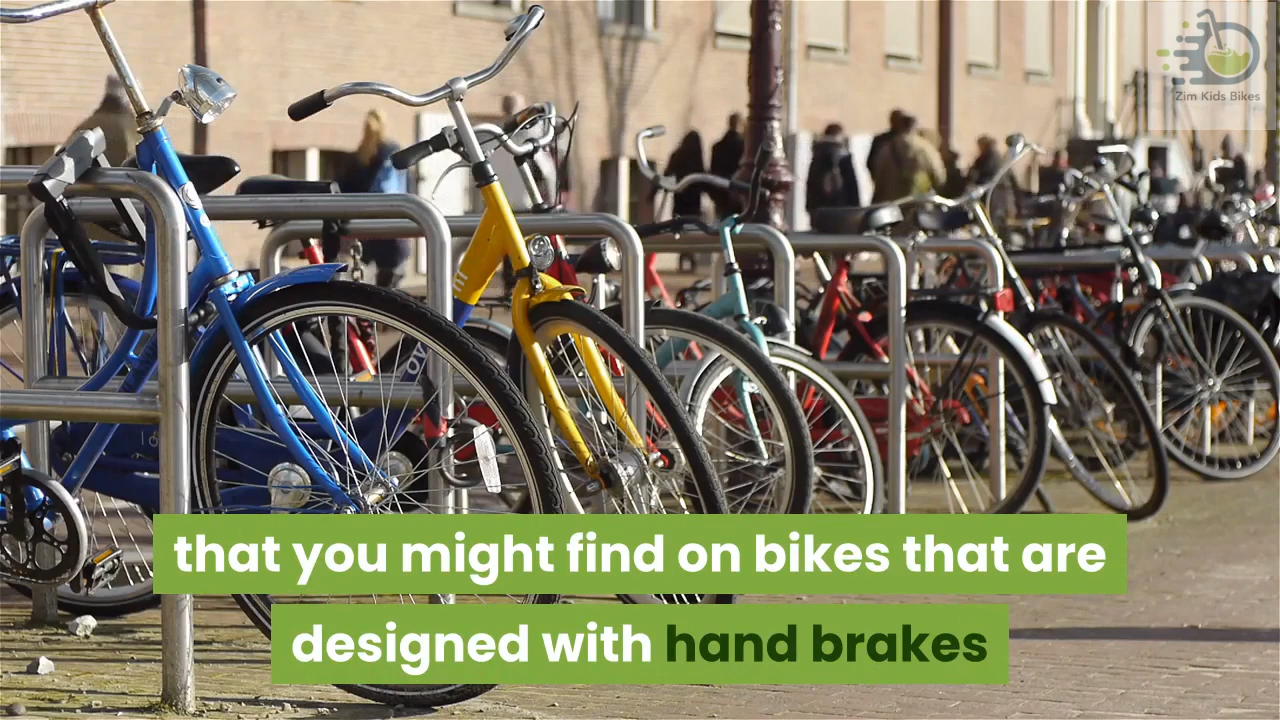 Zim Kids Bikes
that you might find on bikes that are
designed with hand brakes